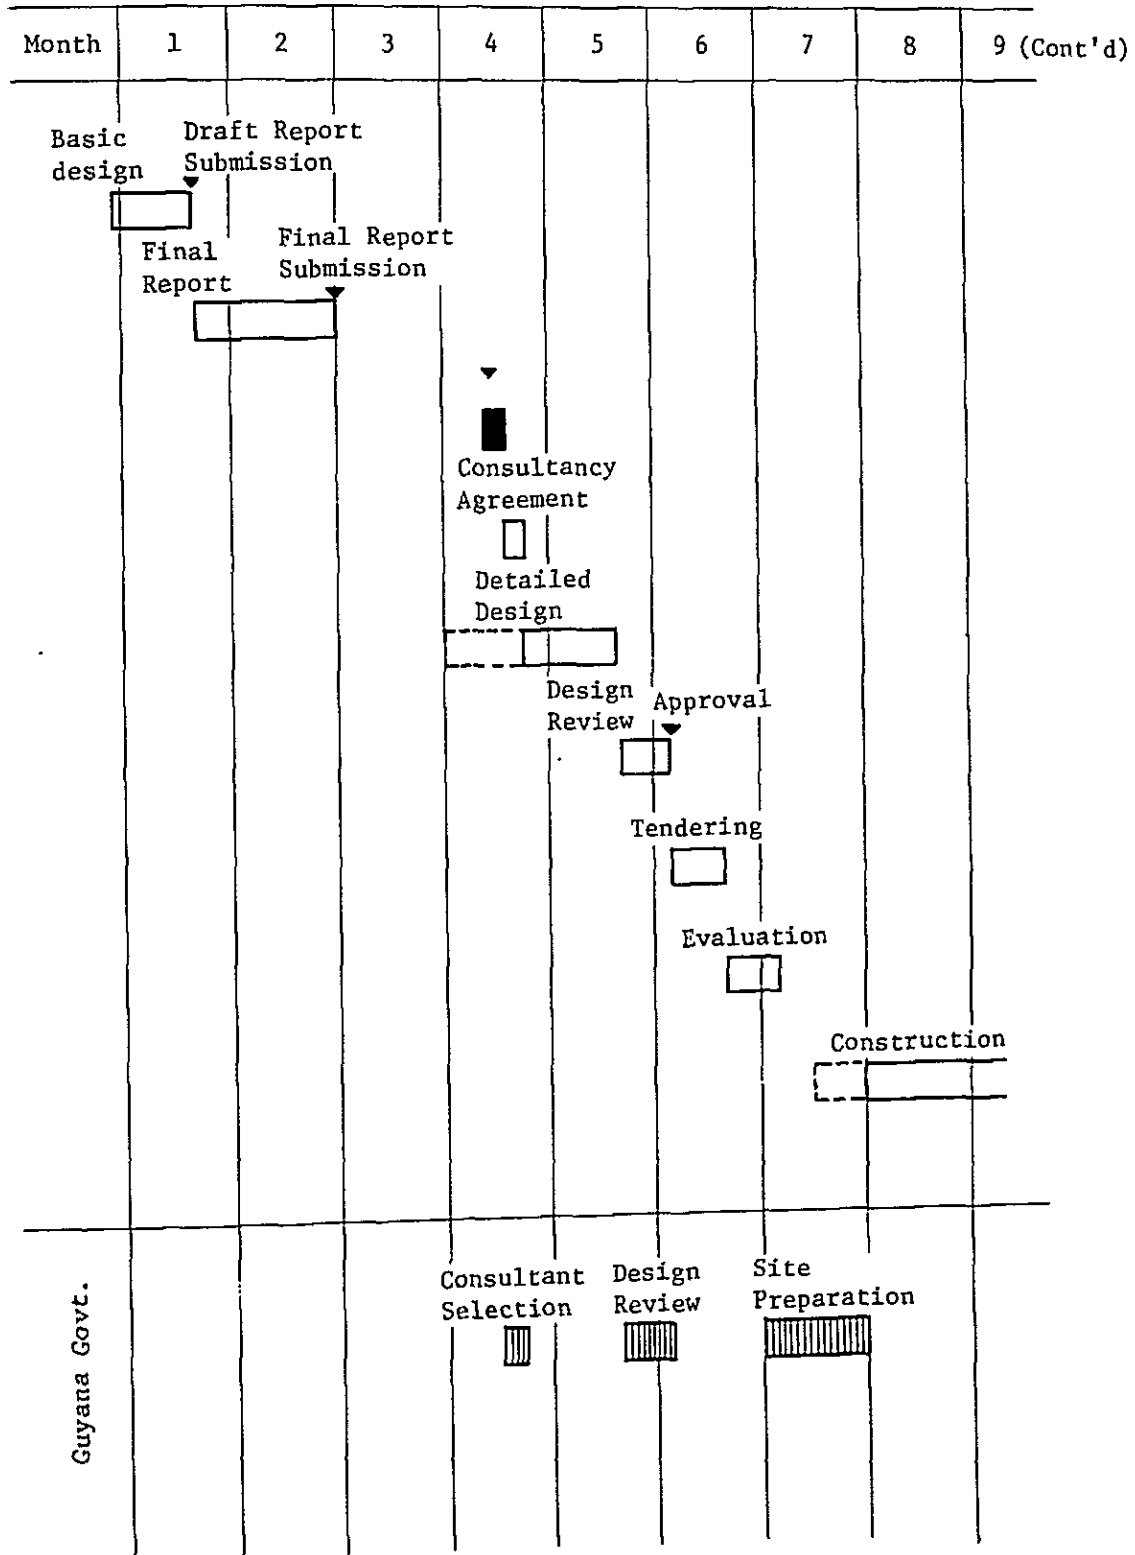 Month 1 2 3 4 5 6 7 8 9 (Cont'd)
Basic
design
Draft Report
Submission
Final
Report
Final Report
Submission
Consultancy
Agreement
Detailed
Design
Design
Review
Approval
Tendering
Evaluation
Construction
Guyana Govt.
Consultant
Selection
Design
Review
Site
Preparation